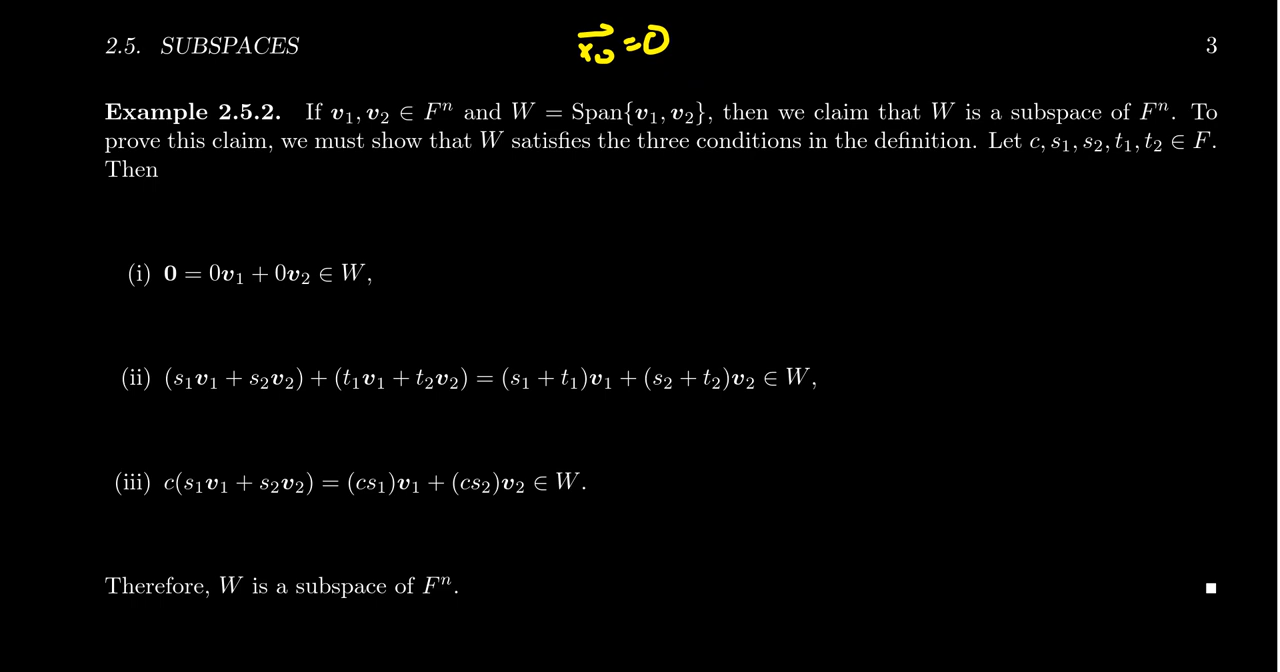 2.5. SUBSPACES
x₀ = 0
3
Example 2.5.2. If v₁, v₂ ∈ Fⁿ and W = Span{v₁, v₂}, then we claim that W is a subspace of Fⁿ. To
prove this claim, we must show that W satisfies the three conditions in the definition. Let c, s₁, s₂, t₁, t₂ ∈ F.
Then
(i) 0 = 0v₁ + 0v₂ ∈ W,
(ii) (s₁v₁ + s₂v₂) + (t₁v₁ + t₂v₂) = (s₁ + t₁)v₁ + (s₂ + t₂)v₂ ∈ W,
(iii) c(s₁v₁ + s₂v₂) = (cs₁)v₁ + (cs₂)v₂ ∈ W.
Therefore, W is a subspace of Fⁿ.